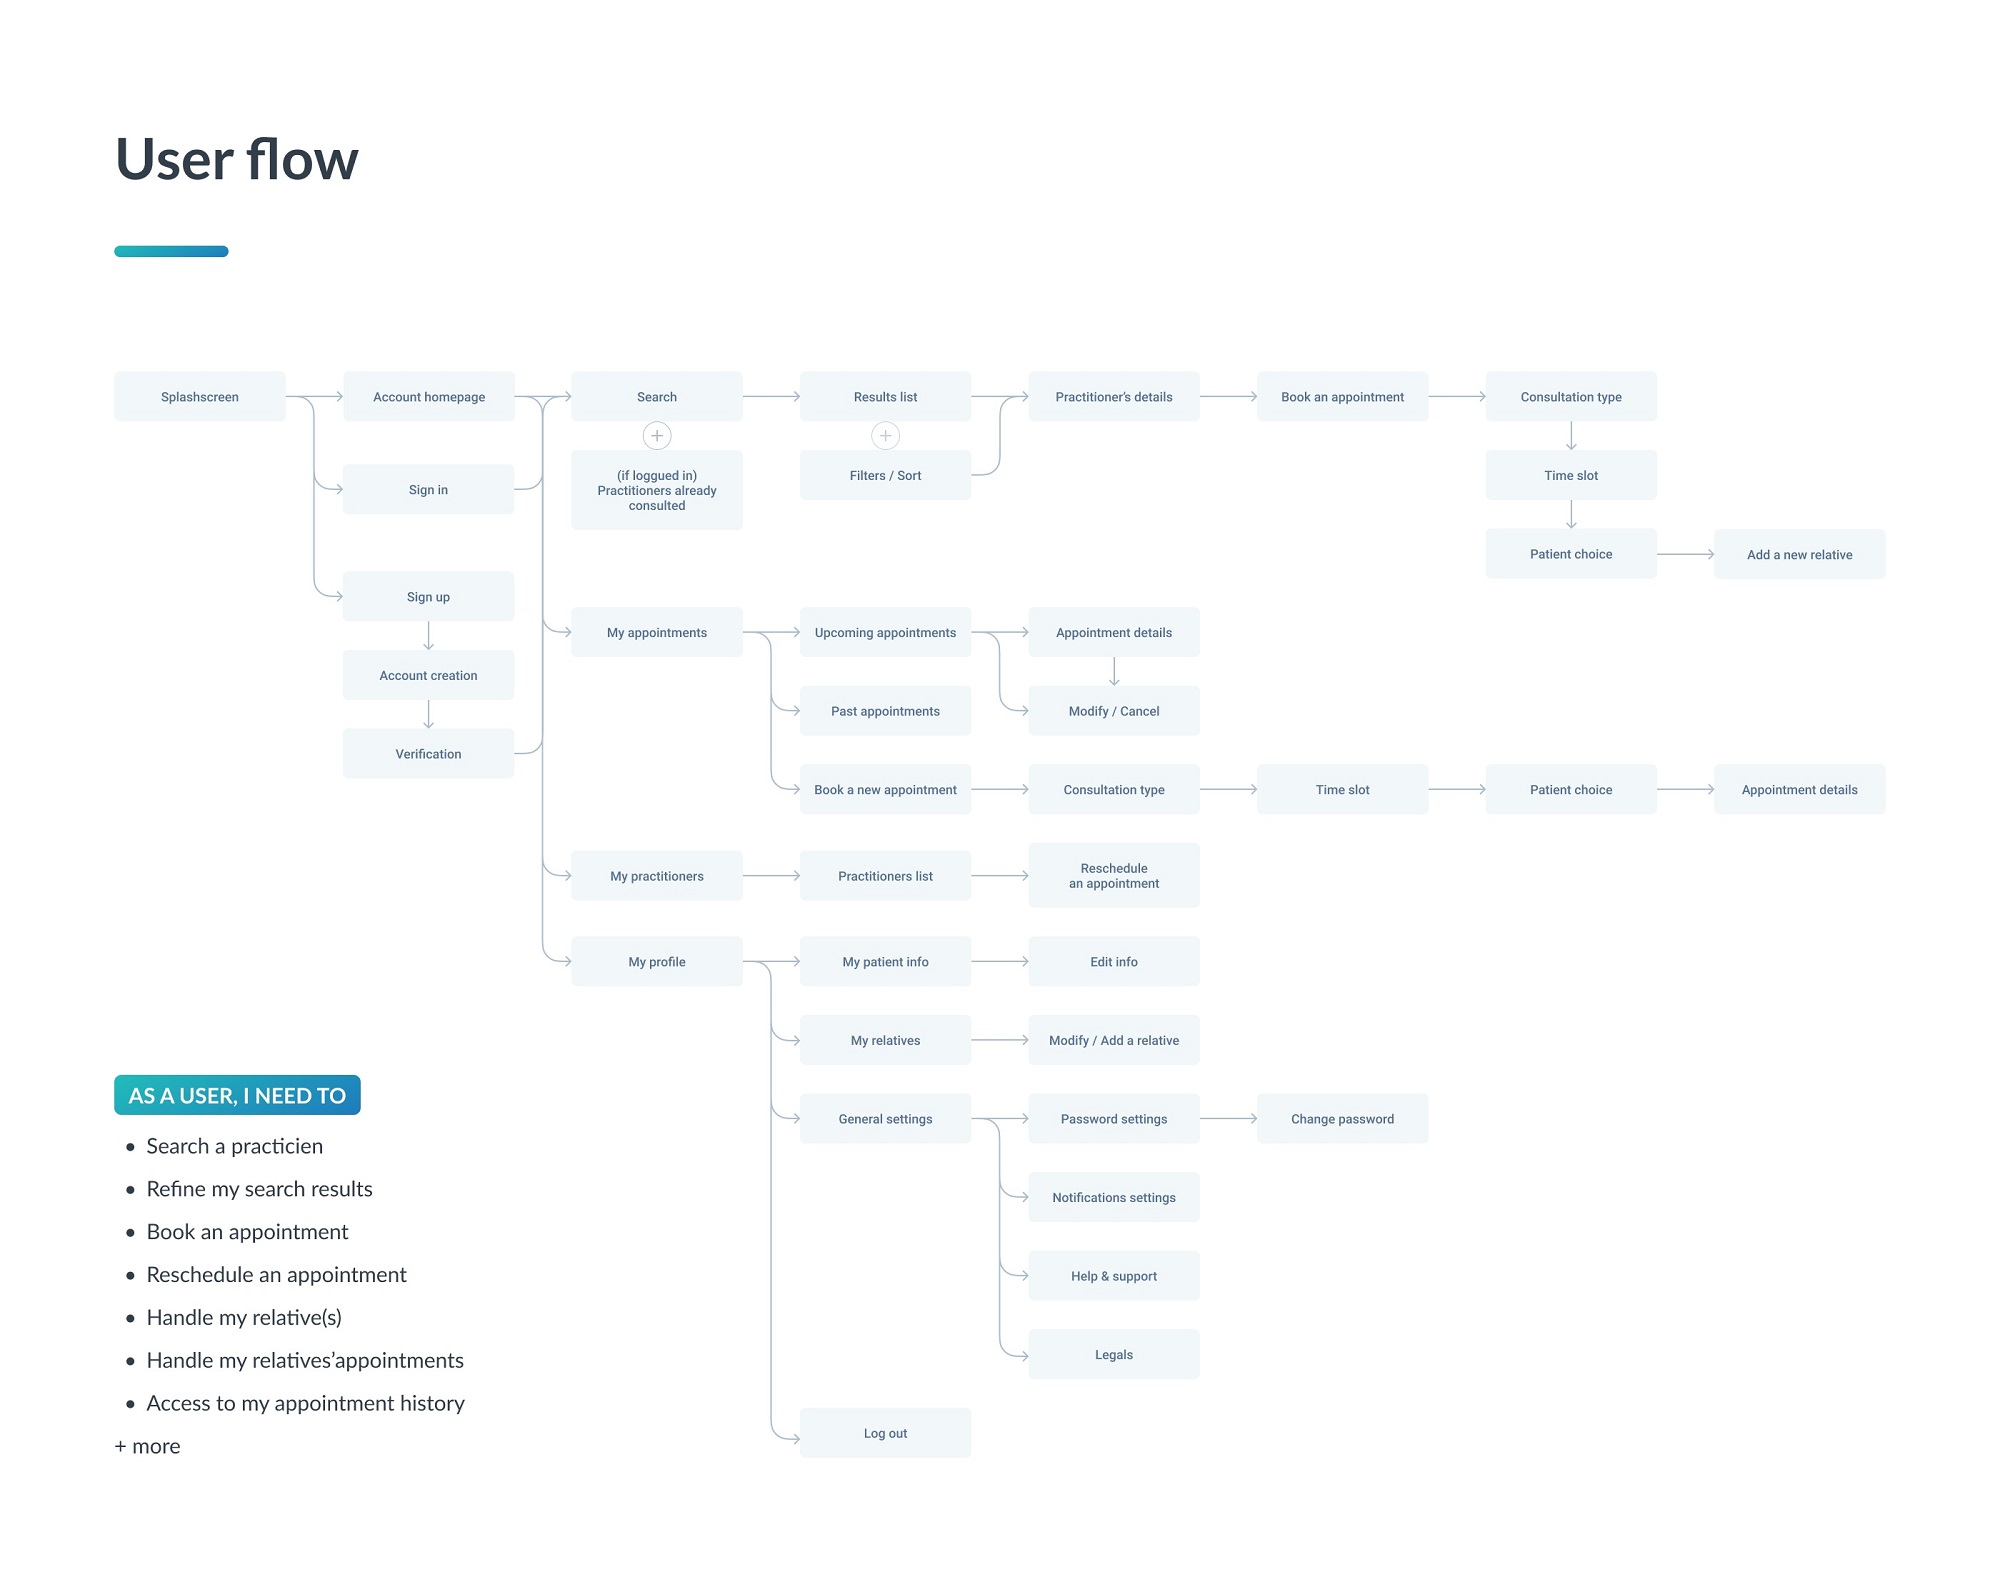 User flow
Splashscreen
Account homepage
Search
Results list
Practitioner's details
Book an appointment
Consultation type
Sign in
(if loggued in)
Practitioners already
consulted
Filters / Sort
Time slot
Patient choice
Add a new relative
Sign up
Account creation
Verification
My appointments
Upcoming appointments
Appointment details
Past appointments
Modify / Cancel
Book a new appointment
Consultation type
Time slot
Patient choice
Appointment details
My practitioners
Practitioners list
Reschedule
an appointment
My profile
My patient info
Edit info
My relatives
Modify / Add a relative
General settings
Password settings
Change password
Notifications settings
Help & support
Legals
Log out
AS A USER, I NEED TO
• Search a practicien
• Refine my search results
• Book an appointment
• Reschedule an appointment
• Handle my relative(s)
• Handle my relatives’appointments
• Access to my appointment history
+ more